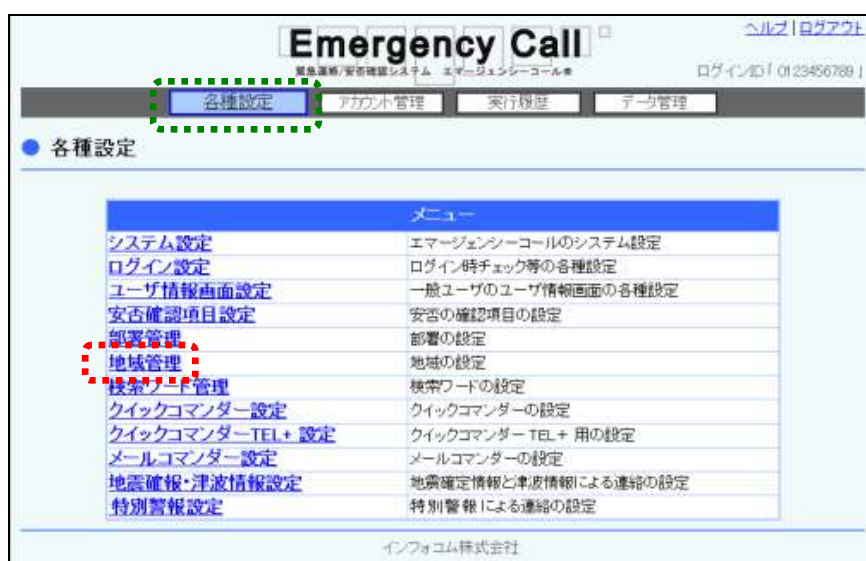 Emergency Call
ヘルプ | ログアウト
緊急連絡/安否確認システム エマージェンシーコール®
ログインID「 0123456789 」
各種設定 アカウント管理 実行履歴 データ管理
● 各種設定
メニュー
システム設定 エマージェンシーコールのシステム設定
ログイン設定 ログイン時チェック等の各種設定
ユーザ情報画面設定 一般ユーザのユーザ情報画面の各種設定
安否確認項目設定 安否の確認項目の設定
部署管理 部署の設定
地域管理 地域の設定
検索ワード管理 検索ワードの設定
クイックコマンダー設定 クイックコマンダーの設定
クイックコマンダーTEL+ 設定 クイックコマンダー TEL+ 用の設定
メールコマンダー設定 メールコマンダーの設定
地震確報・津波情報設定 地震確定情報と津波情報による連絡の設定
特別警報設定 特別警報による連絡の設定
インフォコム株式会社